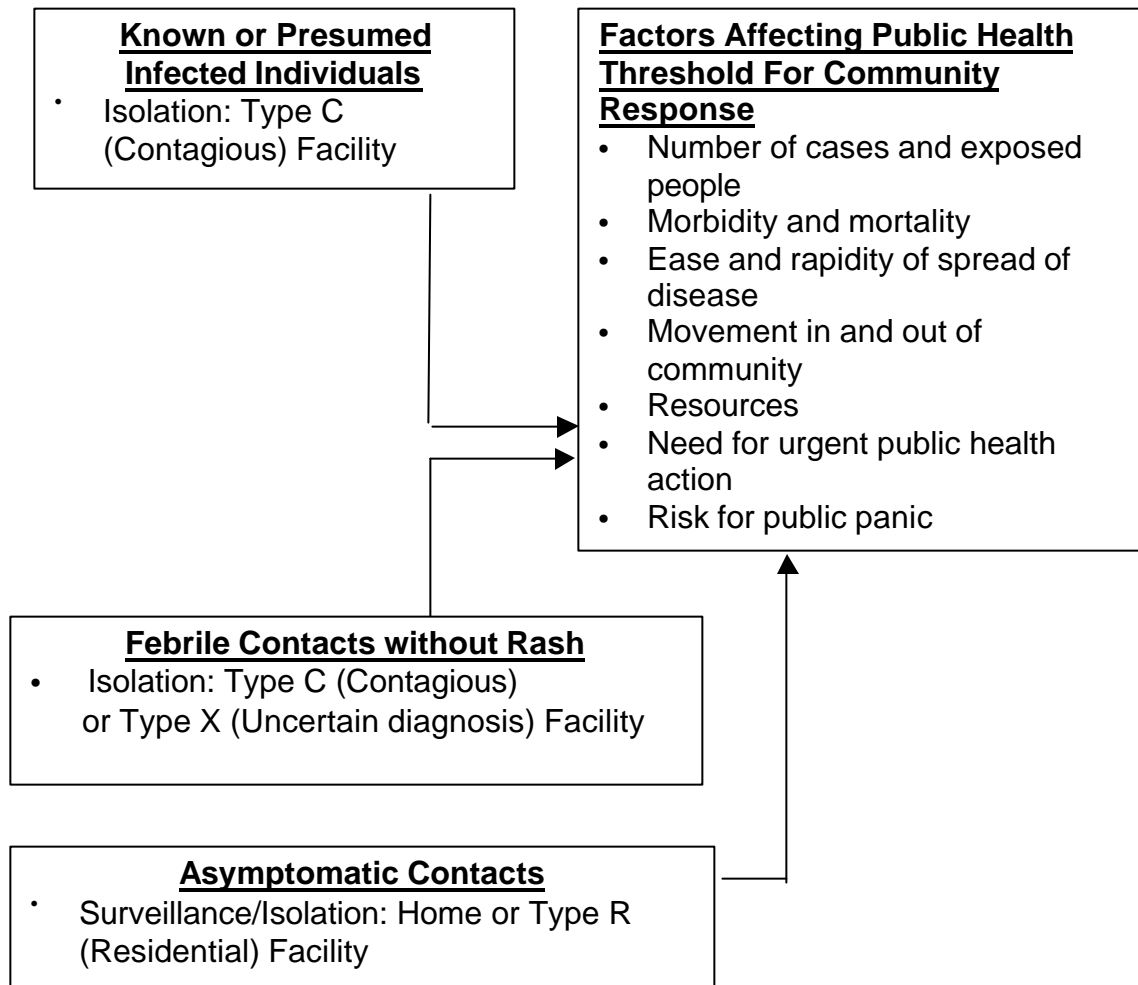 Known or Presumed
Infected Individuals
• Isolation: Type C
(Contagious) Facility
Factors Affecting Public Health
Threshold For Community
Response
• Number of cases and exposed
people
• Morbidity and mortality
• Ease and rapidity of spread of
disease
• Movement in and out of
community
• Resources
• Need for urgent public health
action
• Risk for public panic
Febrile Contacts without Rash
• Isolation: Type C (Contagious)
or Type X (Uncertain diagnosis) Facility
Asymptomatic Contacts
• Surveillance/Isolation: Home or Type R
(Residential) Facility